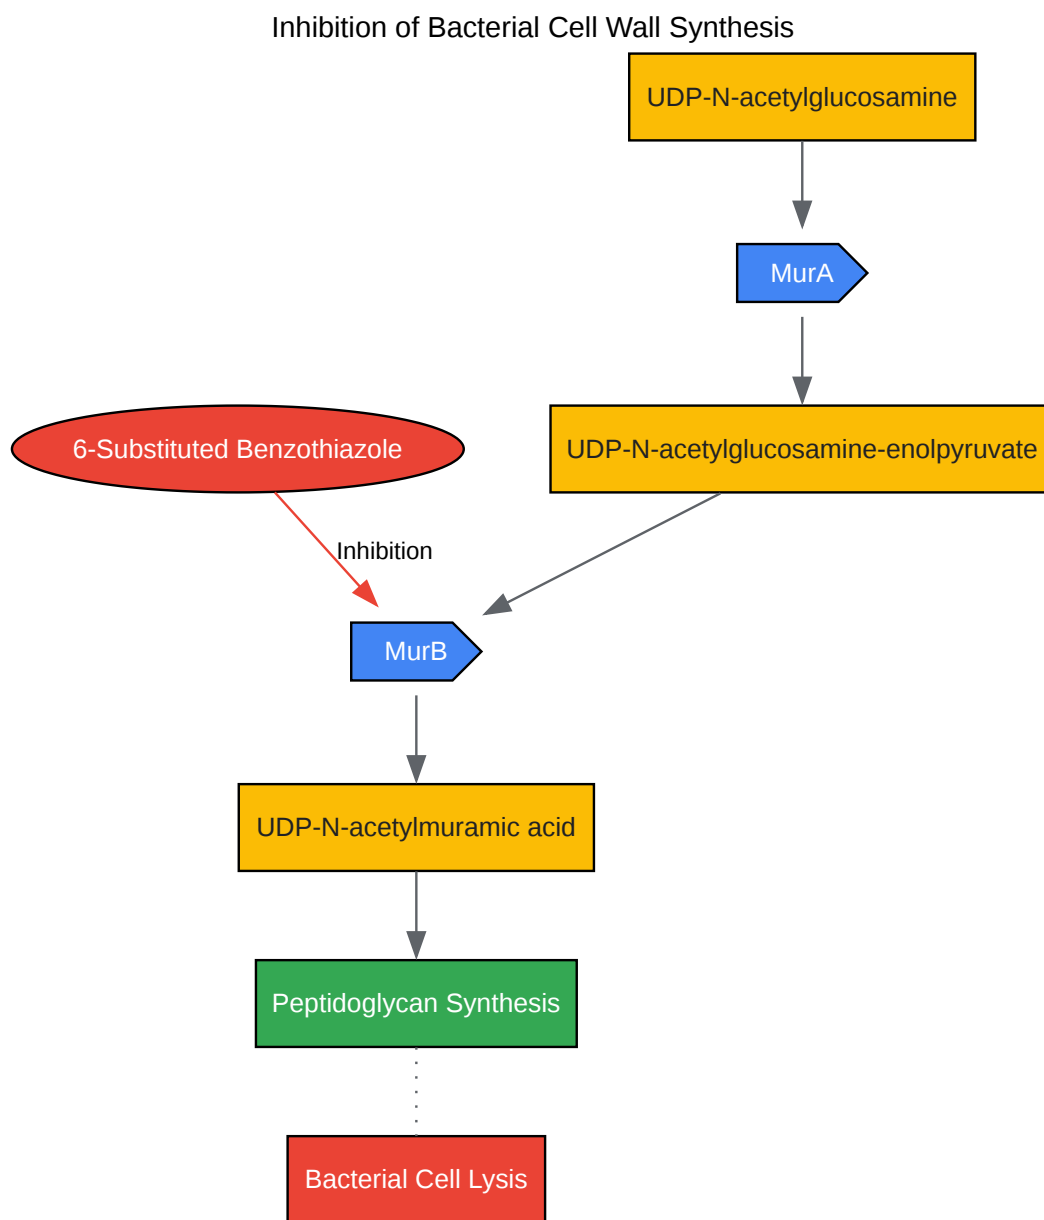 Inhibition of Bacterial Cell Wall Synthesis
UDP-N-acetylglucosamine
MurA
6-Substituted Benzothiazole
UDP-N-acetylglucosamine-enolpyruvate
Inhibition
MurB
UDP-N-acetylmuramic acid
Peptidoglycan Synthesis
Bacterial Cell Lysis